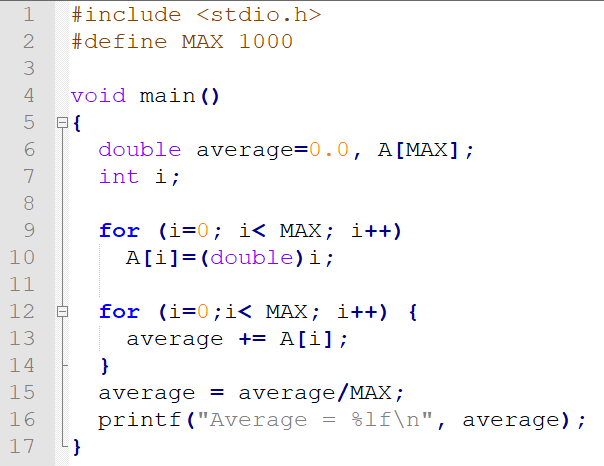 1 #include <stdio.h>
2 #define MAX 1000
3
4 void main()
5 {
6   double average=0.0, A[MAX];
7   int i;
8
9   for (i=0; i< MAX; i++)
10     A[i]=(double)i;
11
12   for (i=0;i< MAX; i++) {
13     average += A[i];
14   }
15   average = average/MAX;
16   printf("Average = %lf\n", average);
17 }